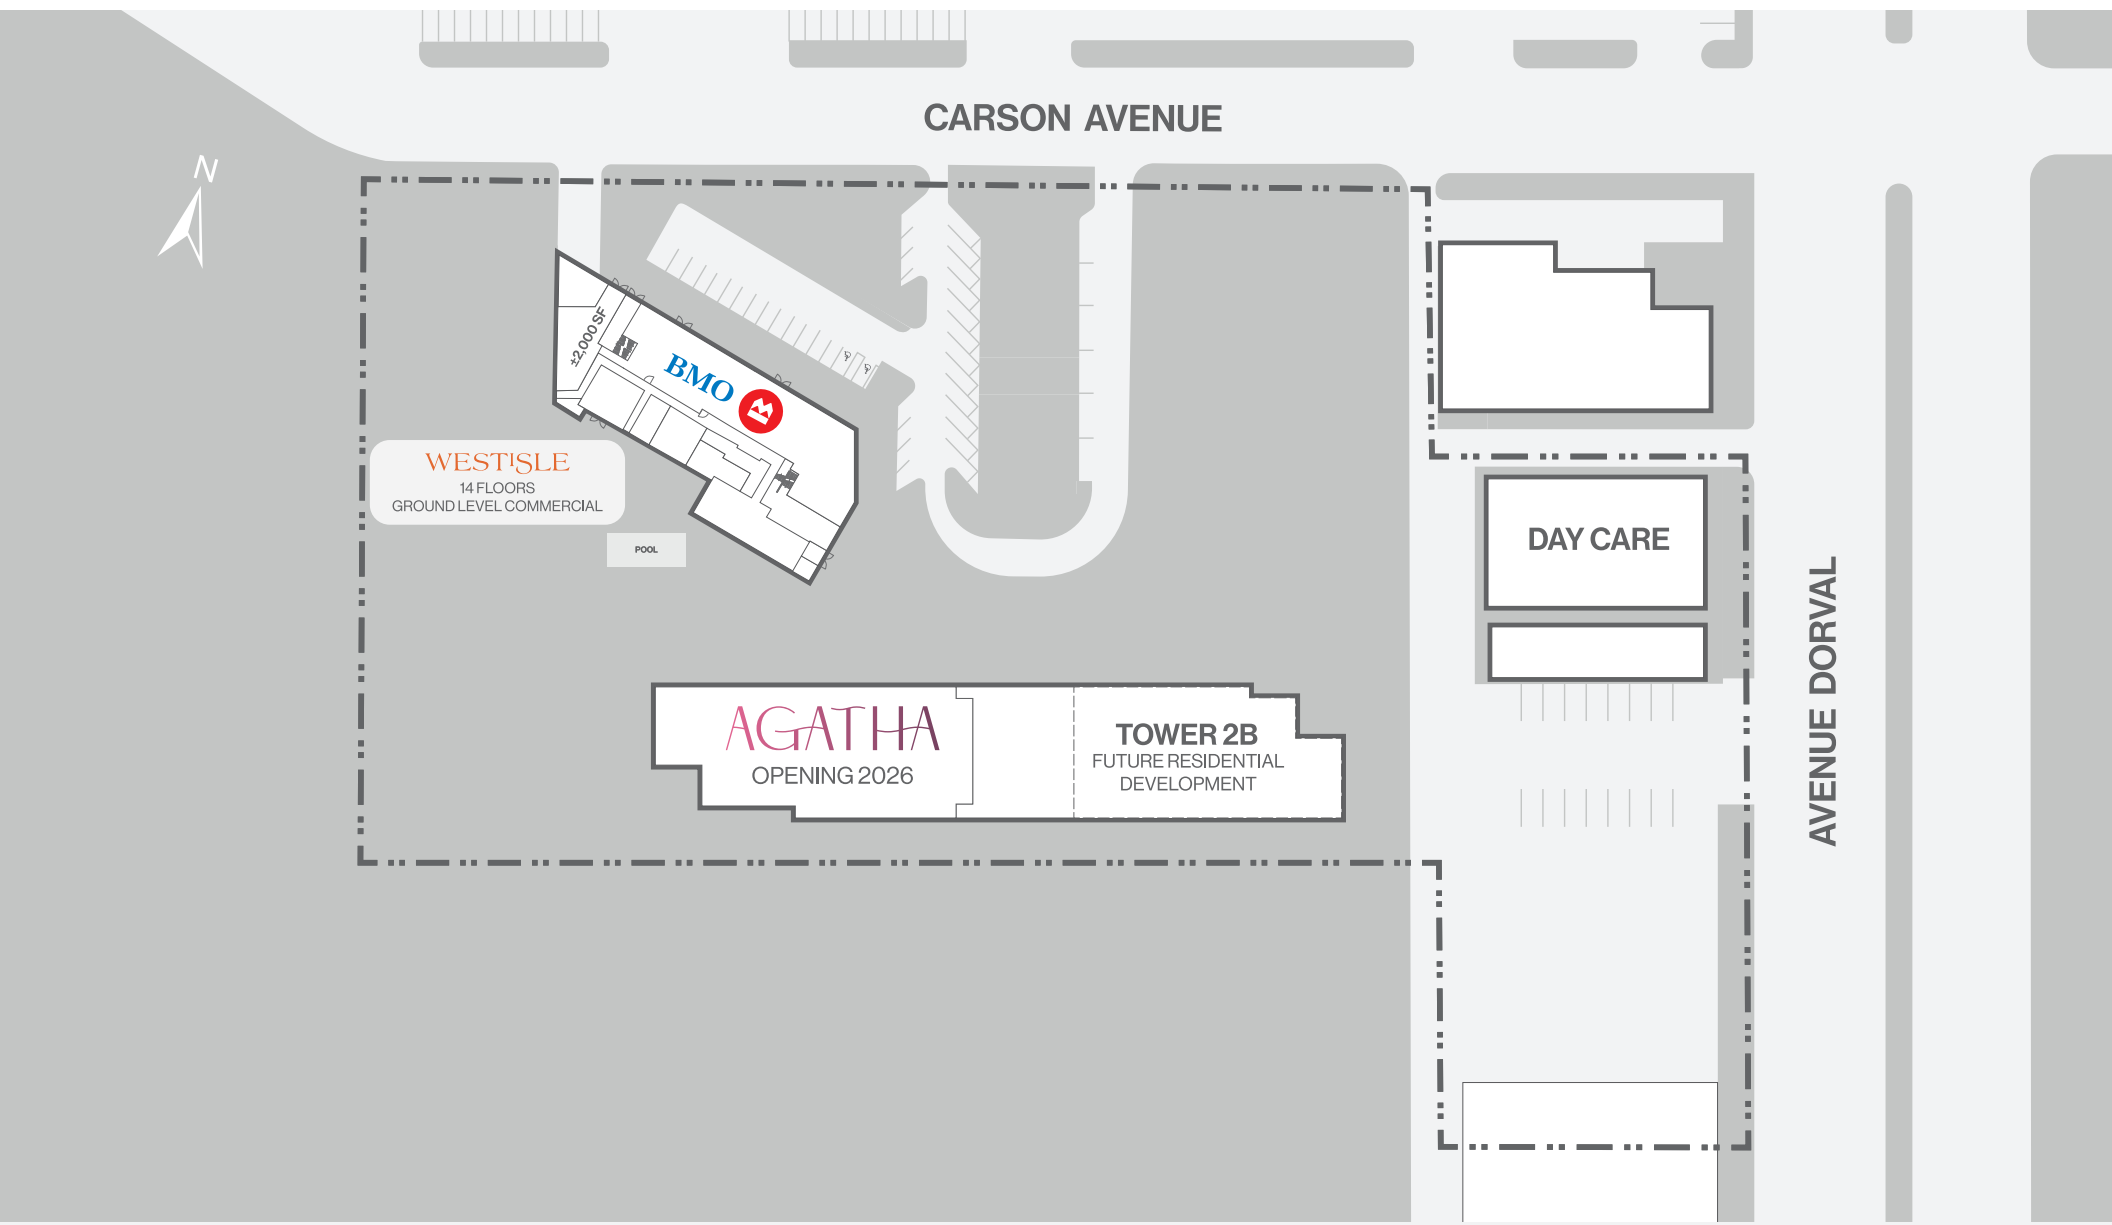 CARSON AVENUE
N
±2,000 SF
BMO
WESTISLE
14 FLOORS
GROUND LEVEL COMMERCIAL
POOL
DAY CARE
AVENUE DORVAL
AGATHA
OPENING 2026
TOWER 2B
FUTURE RESIDENTIAL
DEVELOPMENT